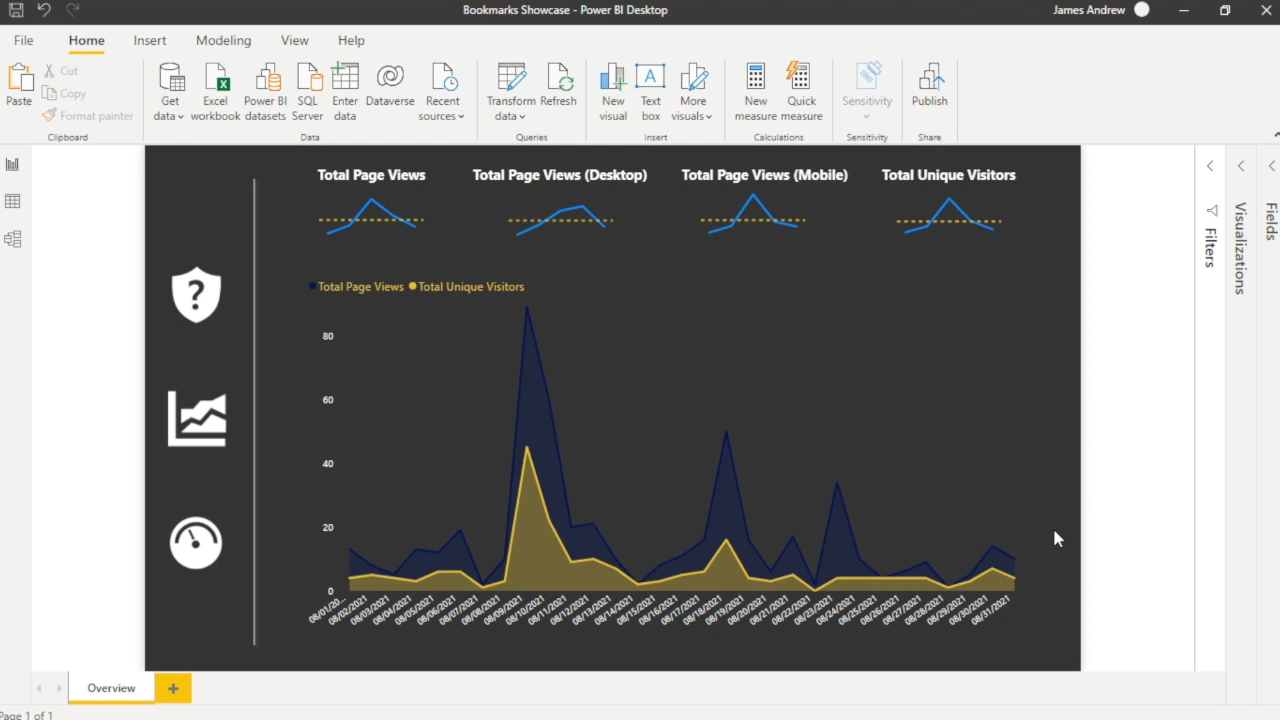 Bookmarks Showcase - Power BI Desktop
James Andrew
File Home Insert Modeling View Help
Paste
Cut
Copy
Format painter
Clipboard
Get data
Excel workbook
Power BI datasets
SQL Server
Enter data
Dataverse
Recent sources
Data
Transform data
Refresh
Queries
New visual
Text box
More visuals
Insert
New measure
Quick measure
Calculations
Sensitivity
Sensitivity
Publish
Share
Total Page Views
Total Page Views (Desktop)
Total Page Views (Mobile)
Total Unique Visitors
?
Total Page Views Total Unique Visitors
80
60
40
20
0
08/01/20...
08/02/2021
08/03/2021
08/04/2021
08/05/2021
08/06/2021
08/07/2021
08/08/2021
08/09/2021
08/10/2021
08/11/2021
08/12/2021
08/13/2021
08/14/2021
08/15/2021
08/16/2021
08/17/2021
08/18/2021
08/19/2021
08/20/2021
08/21/2021
08/22/2021
08/23/2021
08/24/2021
08/25/2021
08/26/2021
08/27/2021
08/28/2021
08/29/2021
08/30/2021
08/31/2021
Filters
Visualizations
Fields
Overview
Page 1 of 1